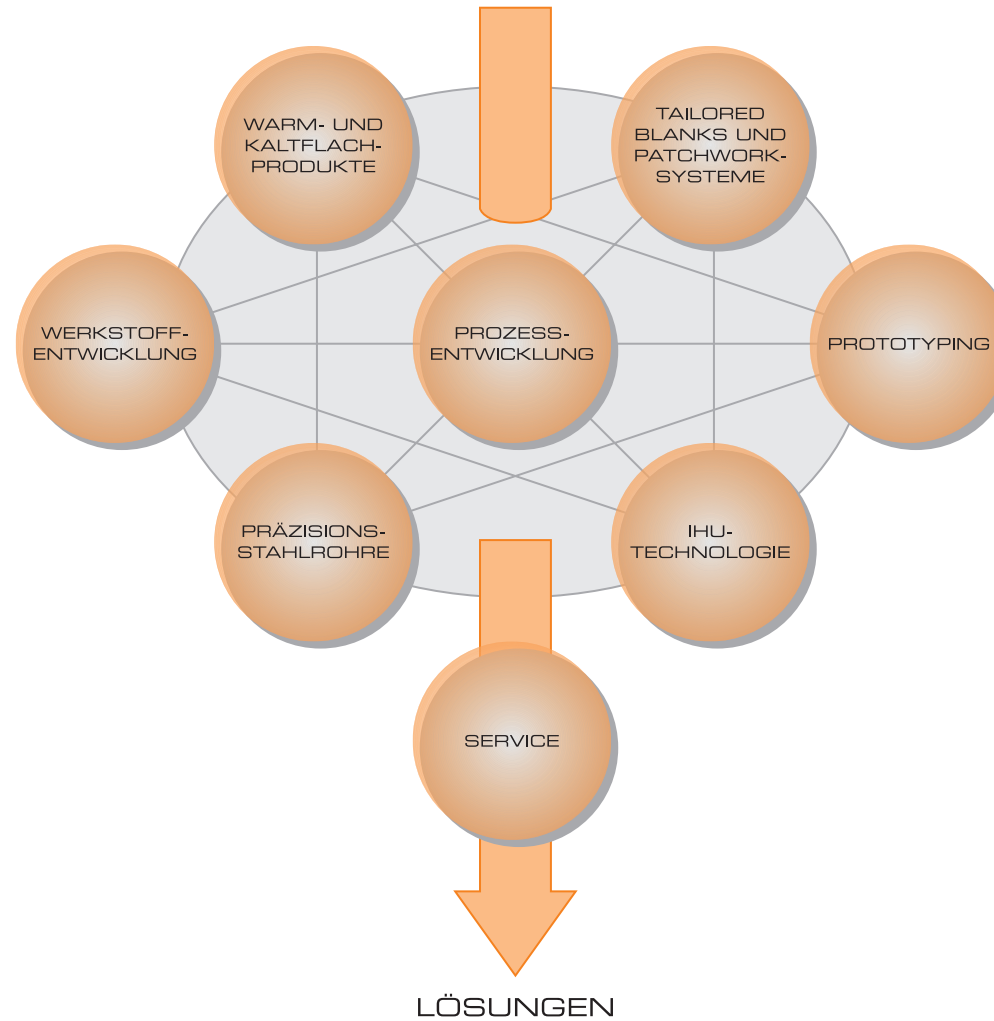 WARM- UND
KALTFLACH-
PRODUKTE
TAILORED
BLANKS UND
PATCHWORK-
SYSTEME
WERKSTOFF-
ENTWICKLUNG
PROZESS-
ENTWICKLUNG
PROTOTYPING
PRÄZISIONS-
STAHLROHRE
IHU-
TECHNOLOGIE
SERVICE
LÖSUNGEN